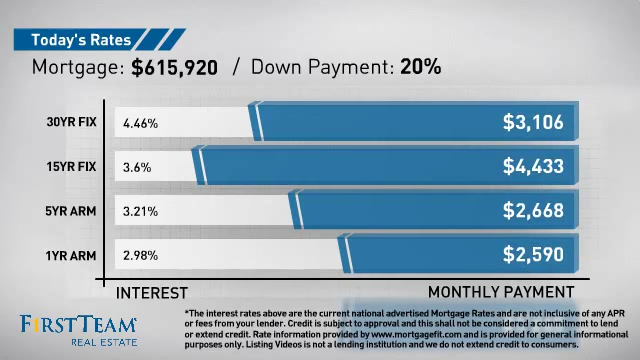 Today's Rates
Mortgage: $615,920 / Down Payment: 20%
30YR FIX 4.46% $3,106
15YR FIX 3.6% $4,433
5YR ARM 3.21% $2,668
1YR ARM 2.98% $2,590
INTEREST MONTHLY PAYMENT
FIRSTTEAM®
REAL ESTATE
*The interest rates above are the current national advertised Mortgage Rates and are not inclusive of any APR
or fees from your lender. Credit is subject to approval and this shall not be considered a commitment to lend
or extend credit. Rate information provided by www.mortgagefit.com and is provided for general informational
purposes only. Listing Videos is not a lending institution and we do not extend credit to consumers.